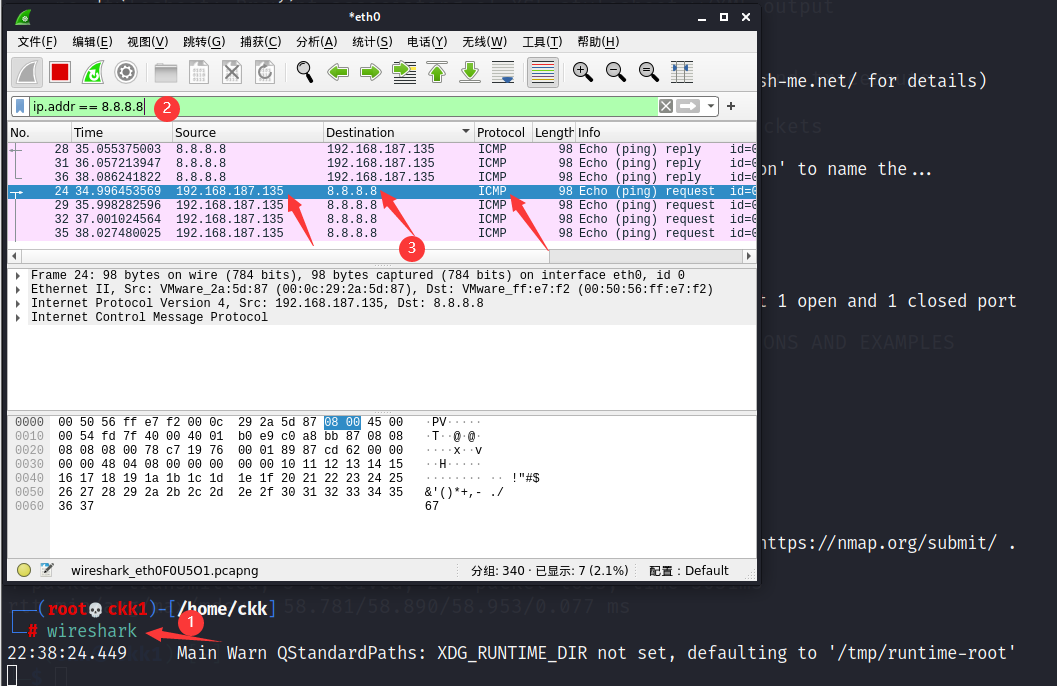 *eth0
文件(F) 编辑(E) 视图(V) 跳转(G) 捕获(C) 分析(A) 统计(S) 电话(Y) 无线(W) 工具(T) 帮助(H)
ip.addr == 8.8.8.8
2
No. Time Source Destination Protocol Length Info
28 35.055375003 8.8.8.8 192.168.187.135 ICMP 98 Echo (ping) reply id=0
31 36.057213947 8.8.8.8 192.168.187.135 ICMP 98 Echo (ping) reply id=0
36 38.086241822 8.8.8.8 192.168.187.135 ICMP 98 Echo (ping) reply id=0
24 34.996453569 192.168.187.135 8.8.8.8 ICMP 98 Echo (ping) request id=0
29 35.998282596 192.168.187.135 8.8.8.8 ICMP 98 Echo (ping) request id=0
32 37.001024564 192.168.187.135 8.8.8.8 ICMP 98 Echo (ping) request id=0
35 38.027480025 192.168.187.135 8.8.8.8 ICMP 98 Echo (ping) request id=0
3
Frame 24: 98 bytes on wire (784 bits), 98 bytes captured (784 bits) on interface eth0, id 0
Ethernet II, Src: VMware_2a:5d:87 (00:0c:29:2a:5d:87), Dst: VMware_ff:e7:f2 (00:50:56:ff:e7:f2)
Internet Protocol Version 4, Src: 192.168.187.135, Dst: 8.8.8.8
Internet Control Message Protocol
0000 00 50 56 ff e7 f2 00 0c 29 2a 5d 87 08 00 45 00 ·PV·····
0010 00 54 fd 7f 40 00 40 01 b0 e9 c0 a8 bb 87 08 08 ·T··@·@·
0020 08 08 08 00 78 c7 19 76 00 01 89 87 cd 62 00 00 ····x··v
0030 00 00 48 04 08 00 00 00 00 00 10 11 12 13 14 15 ··H·····
0040 16 17 18 19 1a 1b 1c 1d 1e 1f 20 21 22 23 24 25 ········ ·· !"#$
0050 26 27 28 29 2a 2b 2c 2d 2e 2f 30 31 32 33 34 35 &'()*+,- ./
0060 36 37 67
wireshark_eth0F0U5O1.pcapng 分组: 340 · 已显示: 7 (2.1%) 配置：Default
output
sh-me.net/ for details)
ckets
on' to name the...
t 1 open and 1 closed port
ONS AND EXAMPLES
https://nmap.org/submit/ .
58.781/58.890/58.953/0.077 ms
(root ckk1)-[/home/ckk]
# wireshark
1
22:38:24.449 Main Warn QStandardPaths: XDG_RUNTIME_DIR not set, defaulting to '/tmp/runtime-root'